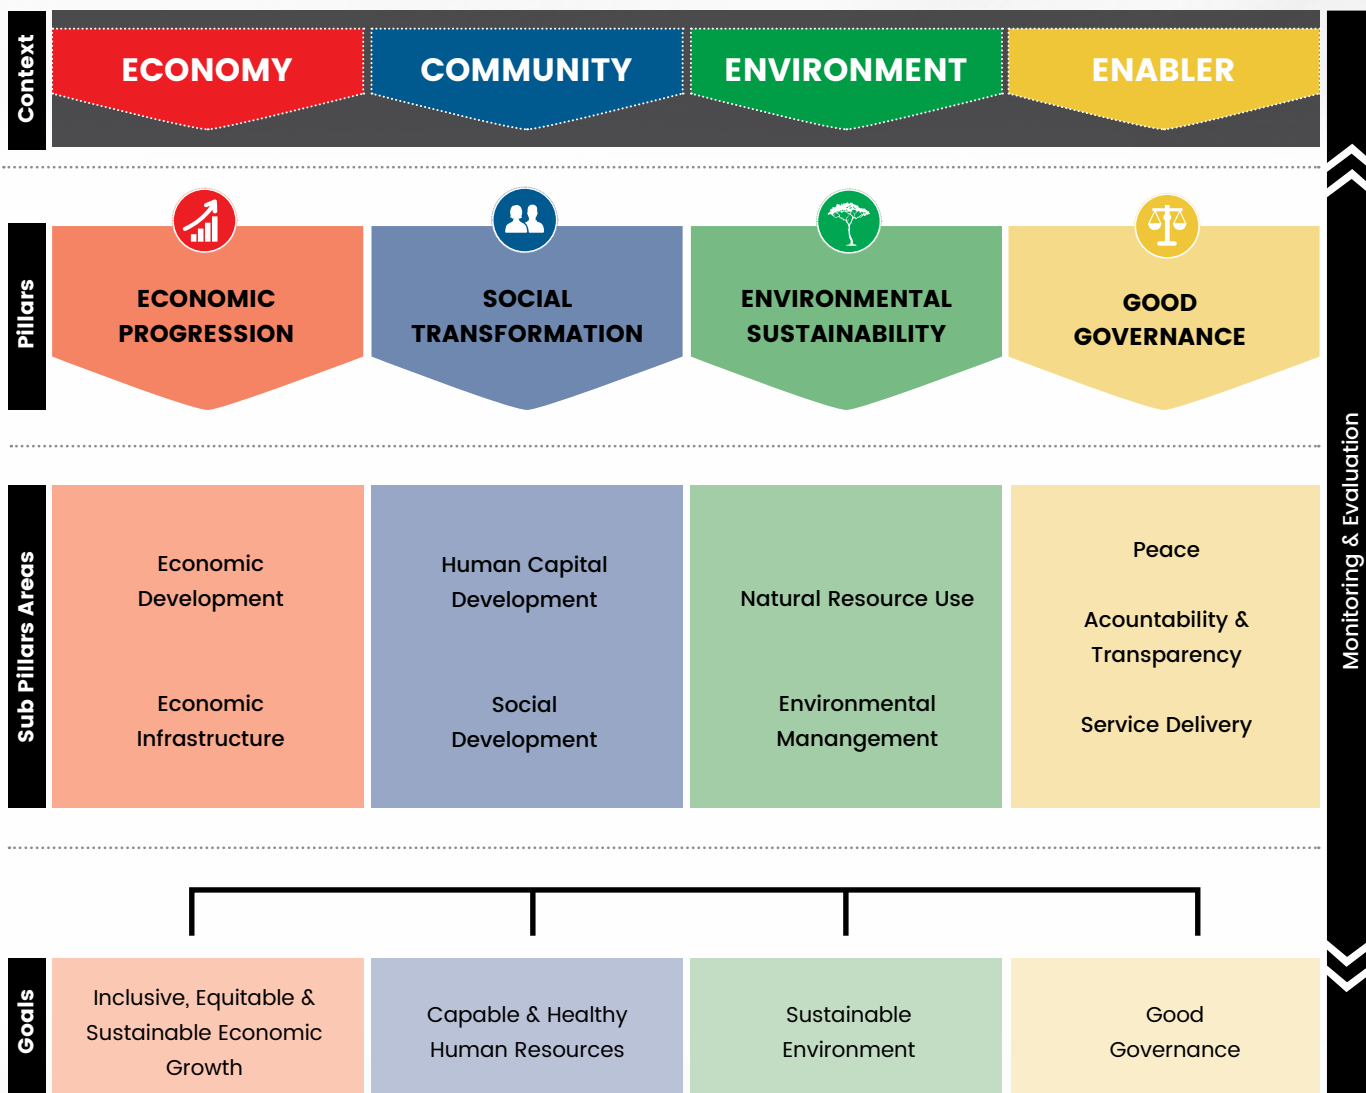 Context
ECONOMY
COMMUNITY
ENVIRONMENT
ENABLER
Pillars
ECONOMIC
PROGRESSION
SOCIAL
TRANSFORMATION
ENVIRONMENTAL
SUSTAINABILITY
GOOD
GOVERNANCE
Sub Pillars Areas
Economic
Development
Economic
Infrastructure
Human Capital
Development
Social
Development
Natural Resource Use
Environmental
Manangement
Peace
Acountability &
Transparency
Service Delivery
Goals
Inclusive, Equitable &
Sustainable Economic
Growth
Capable & Healthy
Human Resources
Sustainable
Environment
Good
Governance
Monitoring & Evaluation